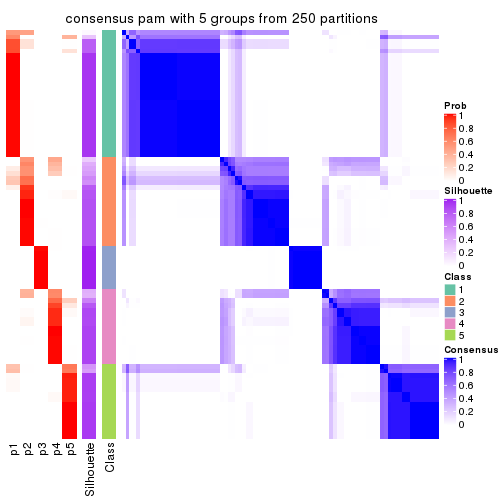 consensus pam with 5 groups from 250 partitions
Prob
1
0.8
0.6
0.4
0.2
0
Silhouette
1
0.8
0.6
0.4
0.2
0
Class
1
2
3
4
5
Consensus
1
0.8
0.6
0.4
0.2
0
p1
p2
p3
p4
p5
Silhouette
Class